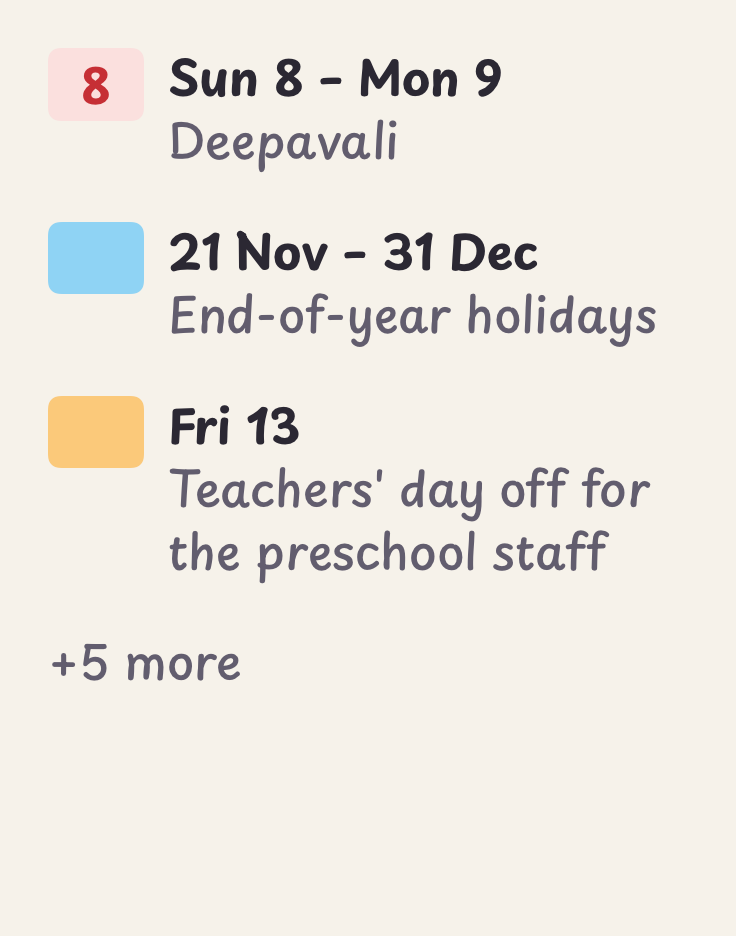 8
Sun 8 – Mon 9
Deepavali
21 Nov – 31 Dec
End-of-year holidays
Fri 13
Teachers' day off for
the preschool staff
+5 more